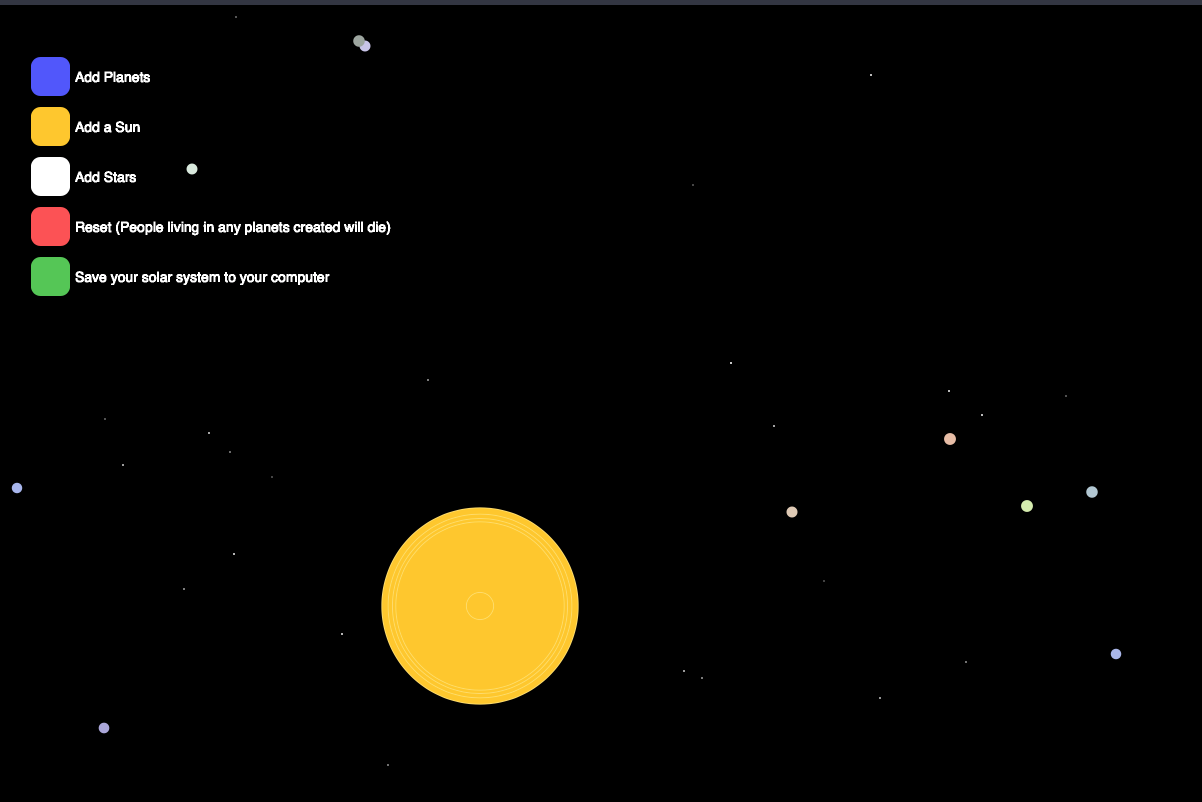 Add Planets
Add a Sun
Add Stars
Reset (People living in any planets created will die)
Save your solar system to your computer